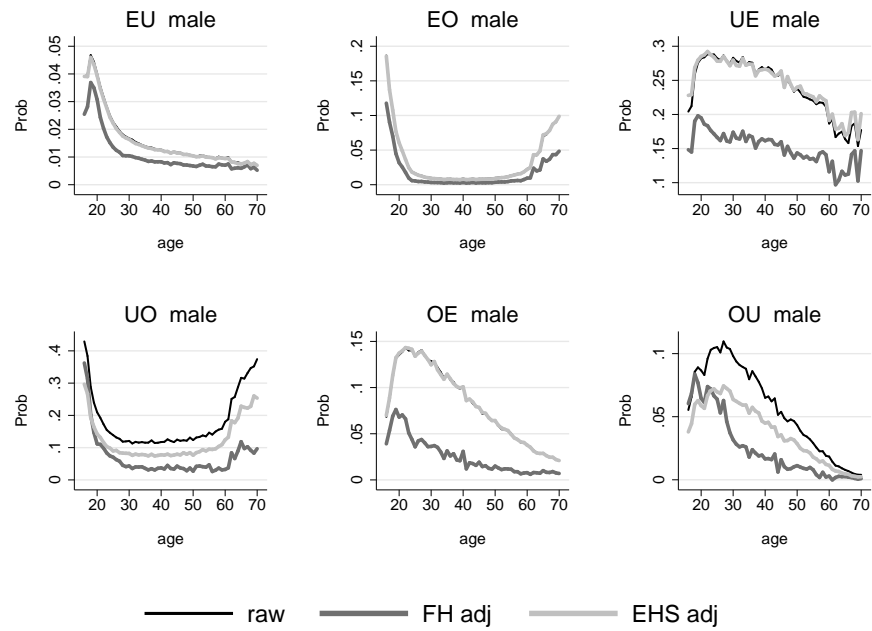 EU male
EO male
UE male
Prob
0 .01 .02 .03 .04 .05
20 30 40 50 60 70
age
Prob
0 .05 .1 .15 .2
20 30 40 50 60 70
age
Prob
.1 .15 .2 .25 .3
20 30 40 50 60 70
age
UO male
OE male
OU male
Prob
0 .1 .2 .3 .4
20 30 40 50 60 70
age
Prob
0 .05 .1 .15
20 30 40 50 60 70
age
Prob
0 .05 .1
20 30 40 50 60 70
age
raw FH adj EHS adj